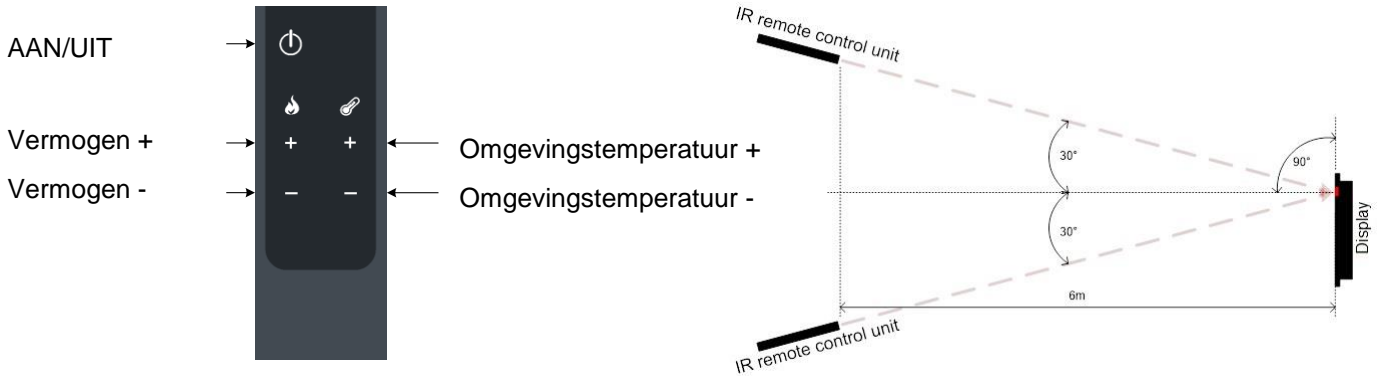 AAN/UIT
Vermogen +
Vermogen -
+ +
- -
Omgevingstemperatuur +
Omgevingstemperatuur -
IR remote control unit
30°
90°
30°
Display
6m
IR remote control unit